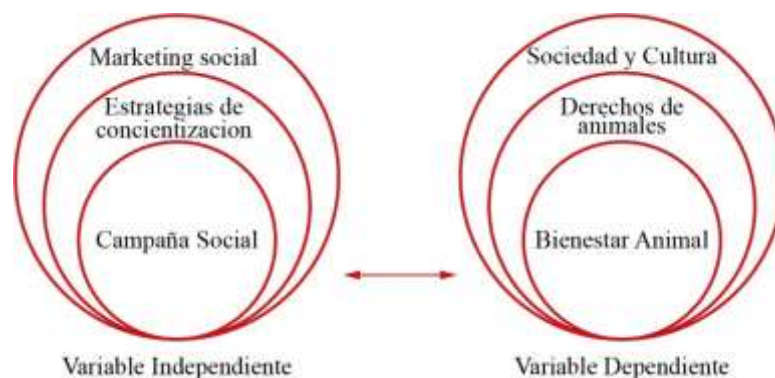 Marketing social
Estrategias de
concientizacion
Campaña Social
Variable Independiente
Sociedad y Cultura
Derechos de
animales
Bienestar Animal
Variable Dependiente